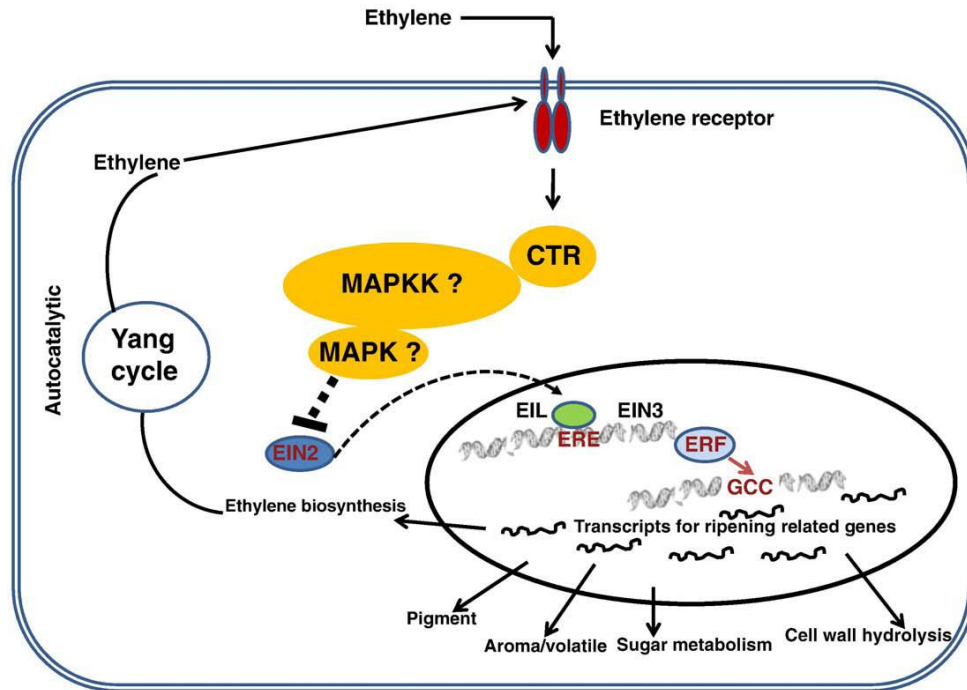 Ethylene
Ethylene receptor
Ethylene
CTR
MAPKK ?
MAPK ?
Autocatalytic
Yang
cycle
EIL
EIN3
ERE
EIN2
ERF
GCC
Ethylene biosynthesis
Transcripts for ripening related genes
Pigment
Aroma/volatile
Sugar metabolism
Cell wall hydrolysis